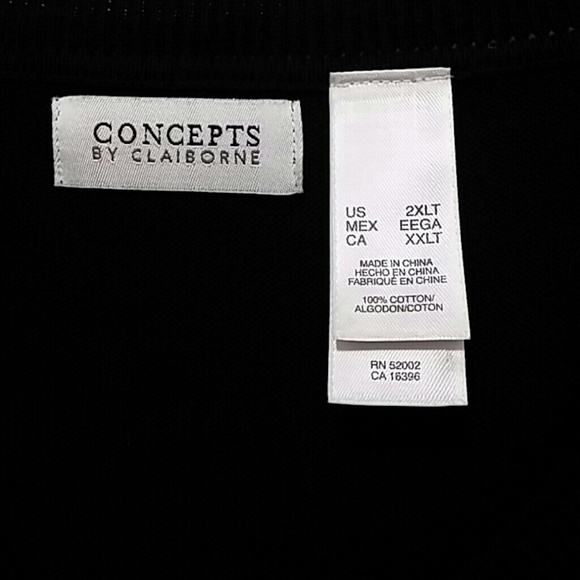 CONCEPTS
BY CLAIBORNE
US 2XLT
MEX EEGA
CA XXLT
MADE IN CHINA
HECHO EN CHINA
FABRIQUÉ EN CHINE
100% COTTON/
ALGODON/COTON
RN 52002
CA 16396